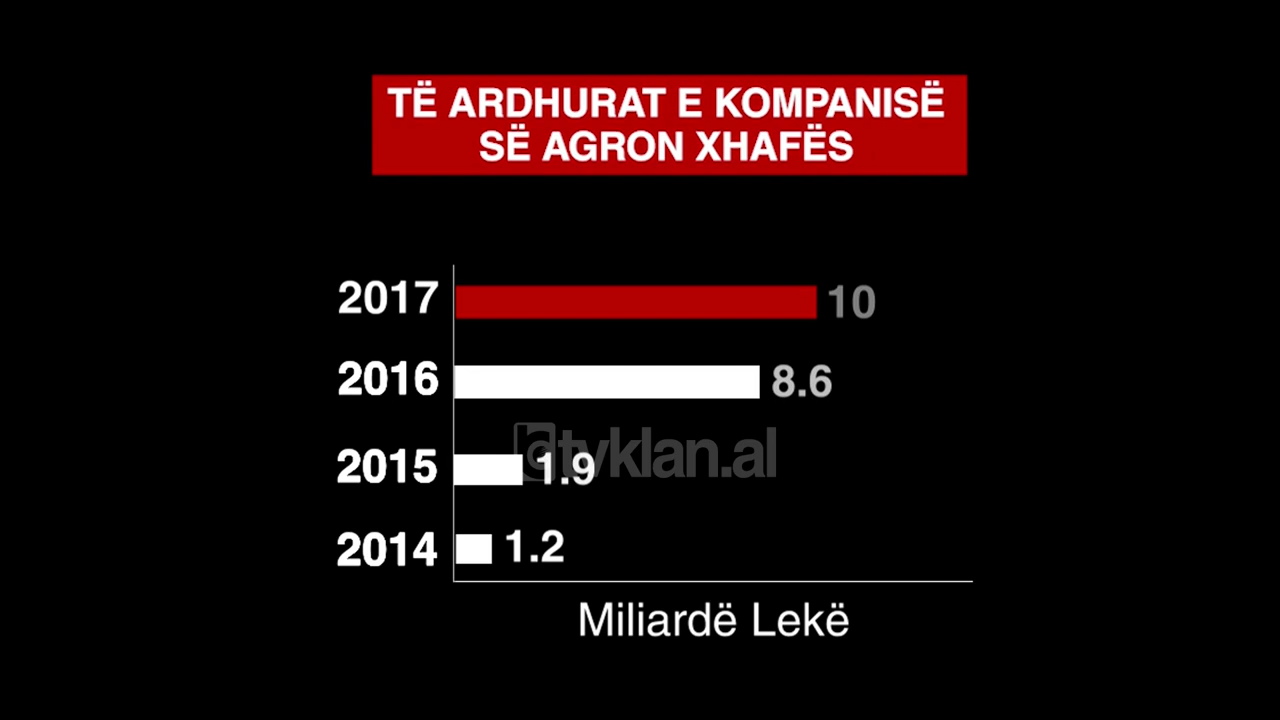 TË ARDHURAT E KOMPANISË
SË AGRON XHAFËS
2017 10
2016 8.6
tvklan.al
2015 1.9
2014 1.2
Miliardë Lekë